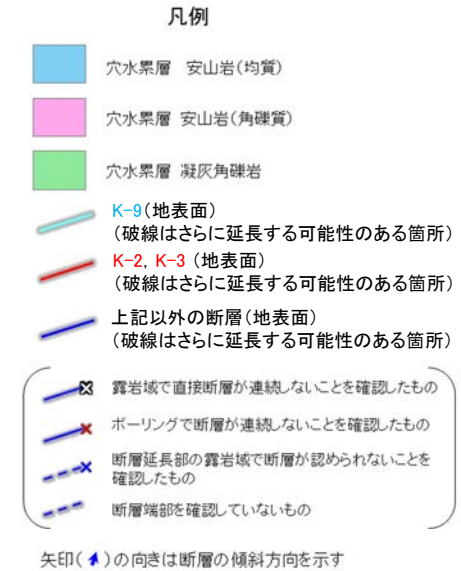 凡例
穴水累層　安山岩(均質)
穴水累層 安山岩(角礫質)
穴水累層 凝灰角礫岩
K-9(地表面)
(破線はさらに延長する可能性のある箇所)
K-2, K-3 (地表面)
(破線はさらに延長する可能性のある箇所)
上記以外の断層(地表面)
(破線はさらに延長する可能性のある箇所)
露岩域で直接断層が連続しないことを確認したもの
ボーリングで断層が連続しないことを確認したもの
断層延長部の露岩域で断層が認められないことを
確認したもの
断層端部を確認していないもの
矢印( )の向きは断層の傾斜方向を示す